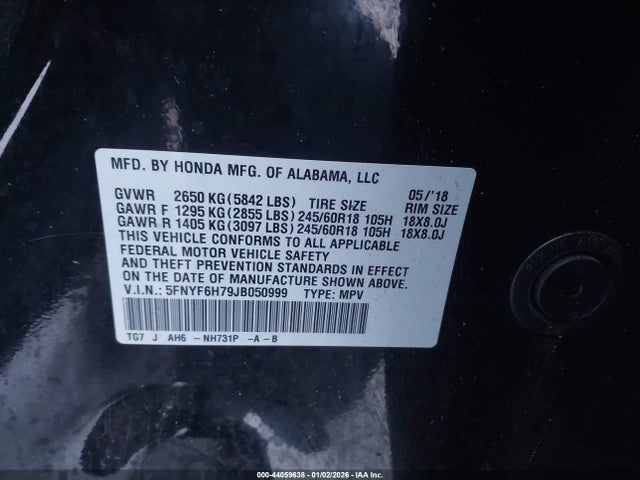 MFD. BY HONDA MFG. OF ALABAMA, LLC
GVWR 2650 KG(5842 LBS) TIRE SIZE 05/'18 RIM SIZE
GAWR F 1295 KG(2855 LBS) 245/60R18 105H 18X8.0J
GAWR R 1405 KG(3097 LBS) 245/60R18 105H 18X8.0J
THIS VEHICLE CONFORMS TO ALL APPLICABLE
FEDERAL MOTOR VEHICLE SAFETY
AND THEFT PREVENTION STANDARDS IN EFFECT
ON THE DATE OF MANUFACTURE SHOWN ABOVE.
V.I.N.: 5FNYF6H79JB050999 TYPE: MPV
TG7 J AH6 - NH731P - A - B
000-44059638 - 01/02/2026 - IAA Inc.